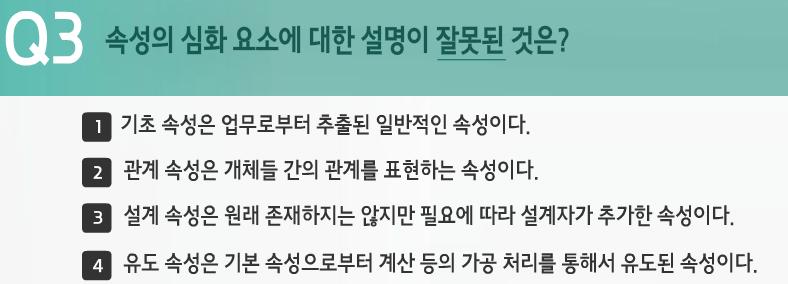 Q3 속성의 심화 요소에 대한 설명이 잘못된 것은?
1 기초 속성은 업무로부터 추출된 일반적인 속성이다.
2 관계 속성은 개체들 간의 관계를 표현하는 속성이다.
3 설계 속성은 원래 존재하지는 않지만 필요에 따라 설계자가 추가한 속성이다.
4 유도 속성은 기본 속성으로부터 계산 등의 가공 처리를 통해서 유도된 속성이다.